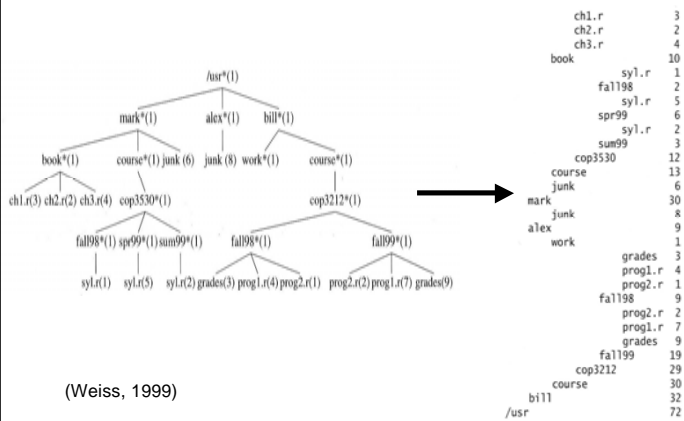 /usr*(1)
mark*(1) alex*(1) bill*(1)
book*(1) course*(1) junk (6) junk (8) work*(1) course*(1)
ch1.r(3) ch2.r(2) ch3.r(4) cop3530*(1) cop3212*(1)
fall98*(1) spr99*(1) sum99*(1) fall98*(1) fall99*(1)
syl.r(1) syl.r(5) syl.r(2) grades(3) prog1.r(4) prog2.r(1) prog2.r(2) prog1.r(7) grades(9)
(Weiss, 1999)
ch1.r 3
ch2.r 2
ch3.r 4
book 10
syl.r 1
fall98 2
syl.r 5
spr99 6
syl.r 2
sum99 3
cop3530 12
course 13
junk 6
mark 30
junk 8
alex 9
work 1
grades 3
prog1.r 4
prog2.r 1
fall98 9
prog2.r 2
prog1.r 7
grades 9
fall99 19
cop3212 29
course 30
bill 32
/usr 72